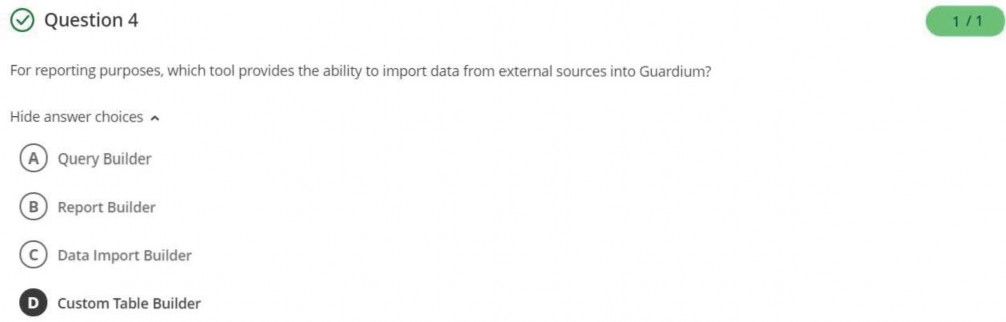 Question 4
1 / 1
For reporting purposes, which tool provides the ability to import data from external sources into Guardium?
Hide answer choices
A Query Builder
B Report Builder
C Data Import Builder
D Custom Table Builder